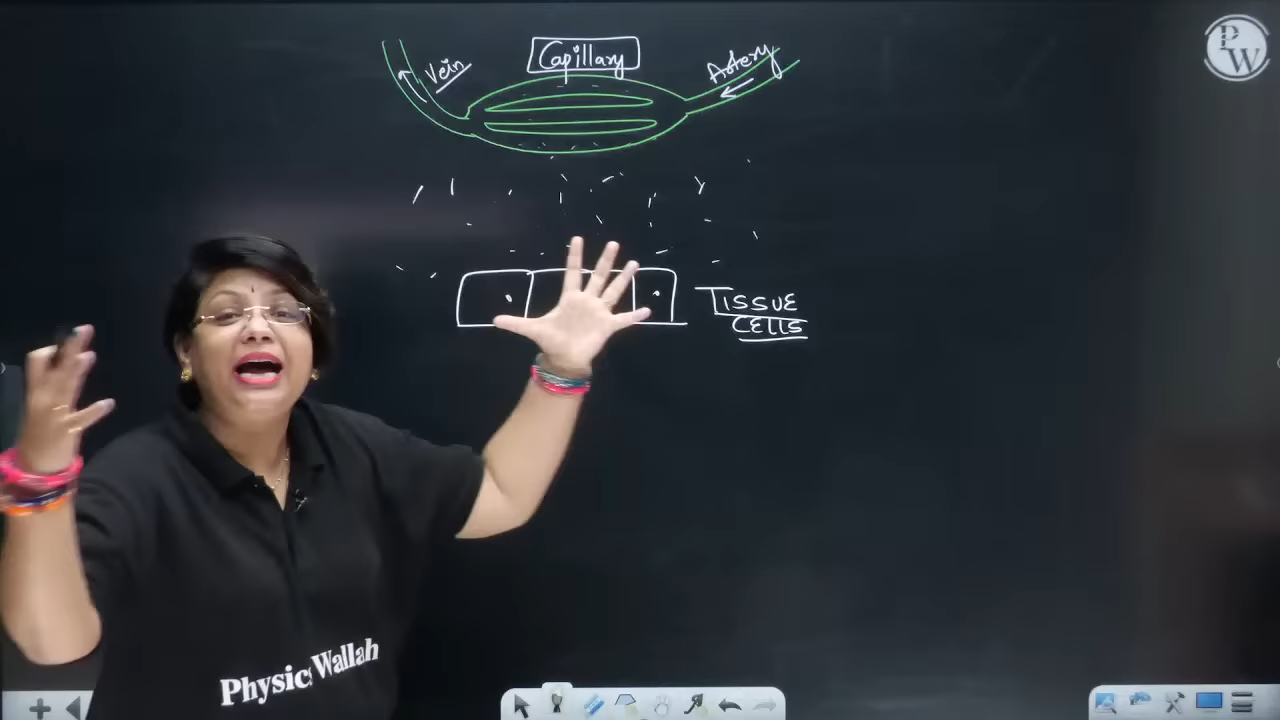 Capillary
Vein
Artery
PW
TISSUE
CELLS
Physics Wallah